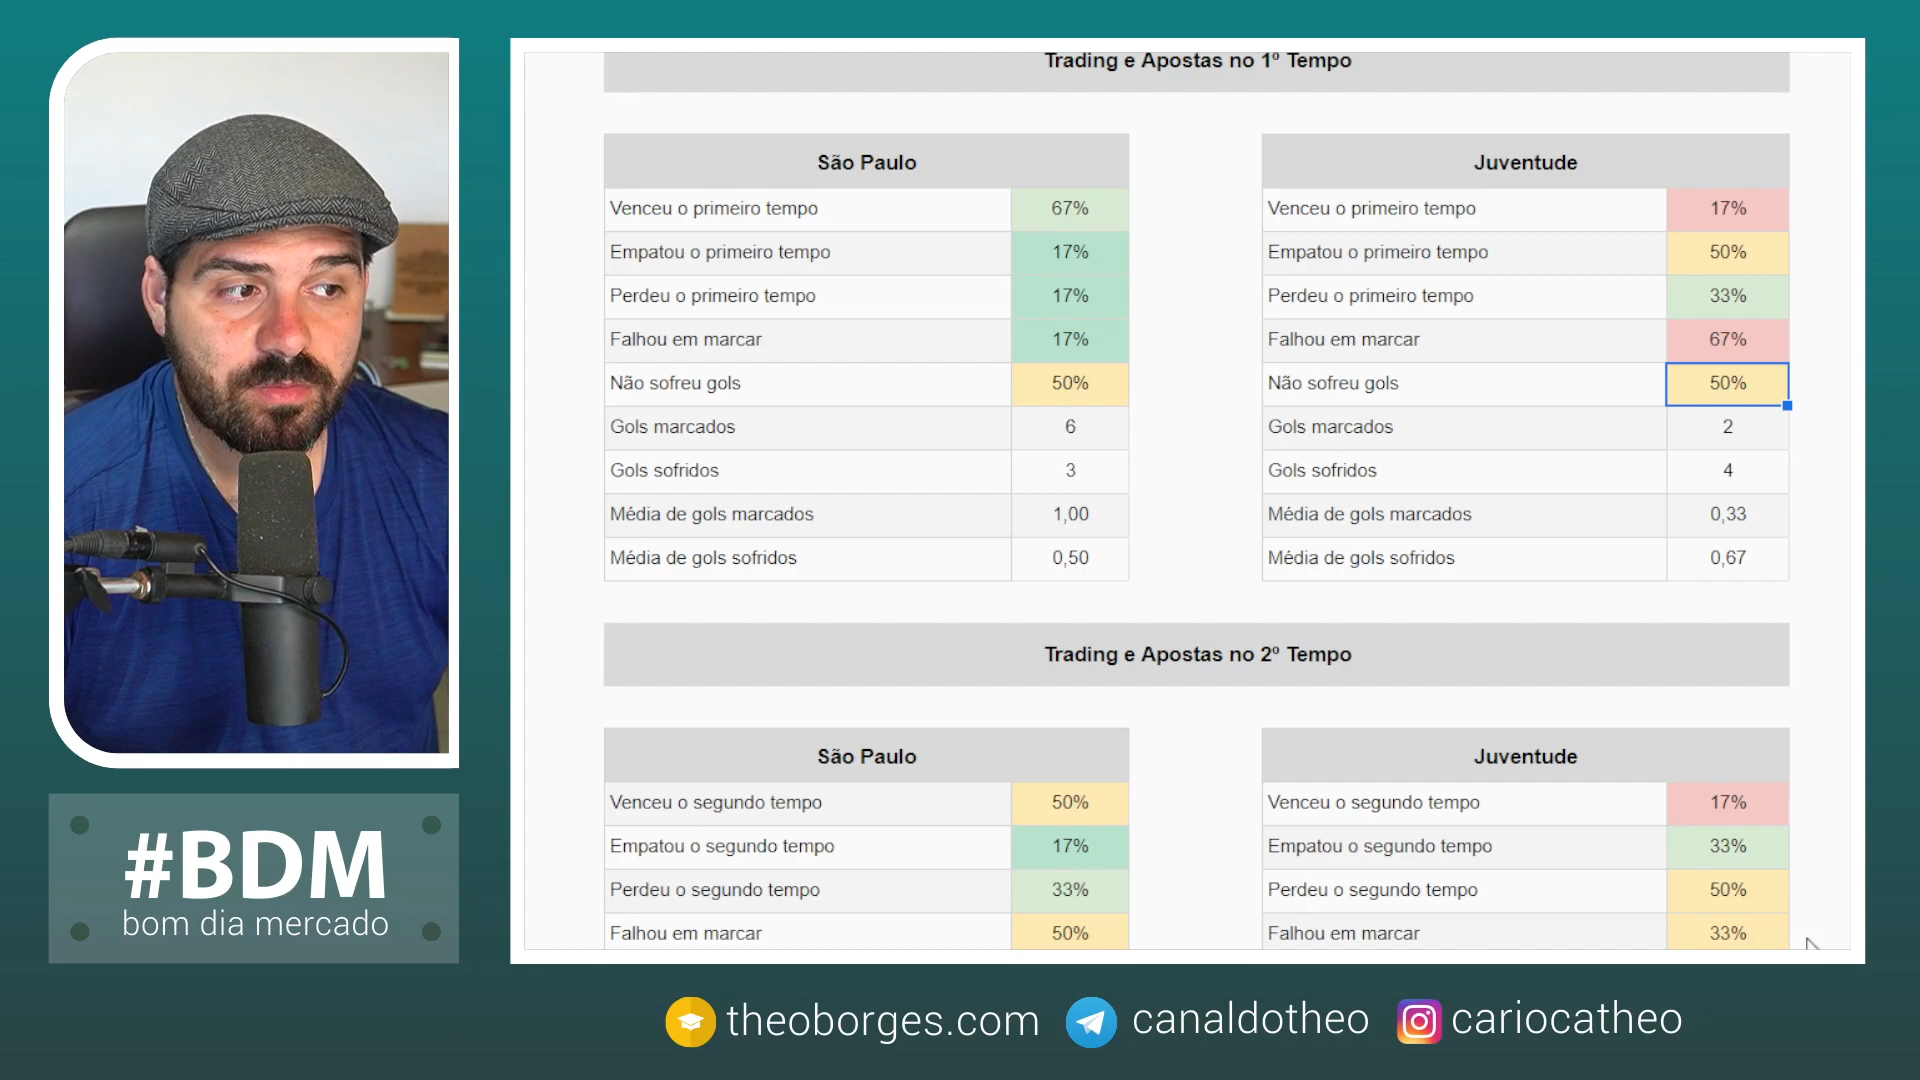 Trading e Apostas no 1º Tempo
São Paulo
Venceu o primeiro tempo 67%
Empatou o primeiro tempo 17%
Perdeu o primeiro tempo 17%
Falhou em marcar 17%
Não sofreu gols 50%
Gols marcados 6
Gols sofridos 3
Média de gols marcados 1,00
Média de gols sofridos 0,50
Juventude
Venceu o primeiro tempo 17%
Empatou o primeiro tempo 50%
Perdeu o primeiro tempo 33%
Falhou em marcar 67%
Não sofreu gols 50%
Gols marcados 2
Gols sofridos 4
Média de gols marcados 0,33
Média de gols sofridos 0,67
Trading e Apostas no 2º Tempo
São Paulo
Venceu o segundo tempo 50%
Empatou o segundo tempo 17%
Perdeu o segundo tempo 33%
Falhou em marcar 50%
Juventude
Venceu o segundo tempo 17%
Empatou o segundo tempo 33%
Perdeu o segundo tempo 50%
Falhou em marcar 33%
#BDM
bom dia mercado
theoborges.com
canaldotheo
cariocatheo